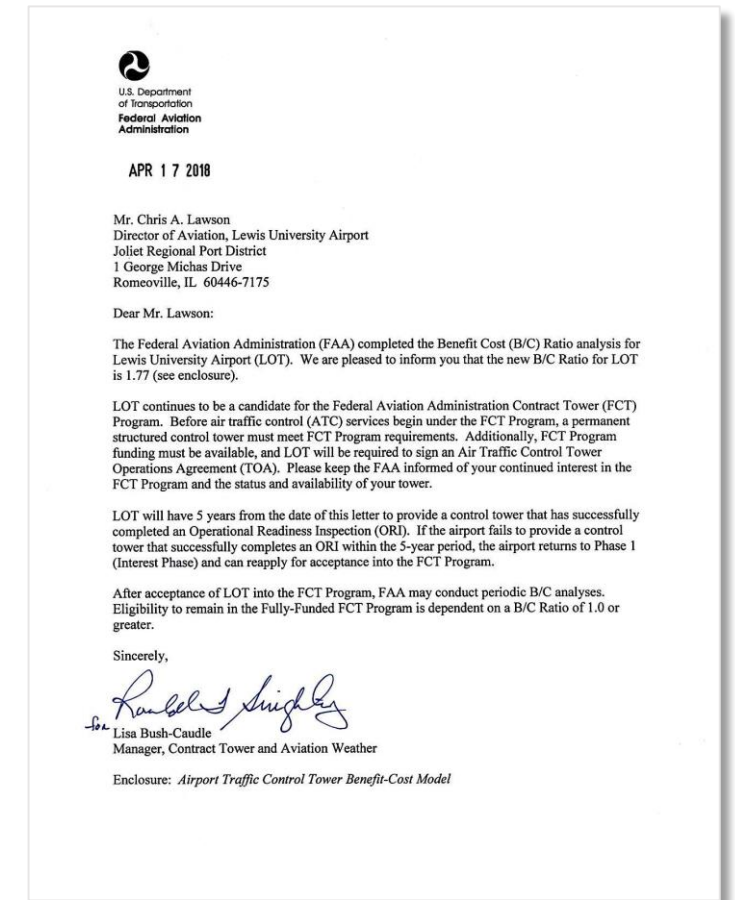 U.S. Department
of Transportation
Federal Aviation
Administration
APR 17 2018
Mr. Chris A. Lawson
Director of Aviation, Lewis University Airport
Joliet Regional Port District
1 George Michas Drive
Romeoville, IL 60446-7175
Dear Mr. Lawson:
The Federal Aviation Administration (FAA) completed the Benefit Cost (B/C) Ratio analysis for
Lewis University Airport (LOT). We are pleased to inform you that the new B/C Ratio for LOT
is 1.77 (see enclosure).
LOT continues to be a candidate for the Federal Aviation Administration Contract Tower (FCT)
Program. Before air traffic control (ATC) services begin under the FCT Program, a permanent
structured control tower must meet FCT Program requirements. Additionally, FCT Program
funding must be available, and LOT will be required to sign an Air Traffic Control Tower
Operations Agreement (TOA). Please keep the FAA informed of your continued interest in the
FCT Program and the status and availability of your tower.
LOT will have 5 years from the date of this letter to provide a control tower that has successfully
completed an Operational Readiness Inspection (ORI). If the airport fails to provide a control
tower that successfully completes an ORI within the 5-year period, the airport returns to Phase 1
(Interest Phase) and can reapply for acceptance into the FCT Program.
After acceptance of LOT into the FCT Program, FAA may conduct periodic B/C analyses.
Eligibility to remain in the Fully-Funded FCT Program is dependent on a B/C Ratio of 1.0 or
greater.
Sincerely,
for Lisa Bush-Caudle
Manager, Contract Tower and Aviation Weather
Enclosure: Airport Traffic Control Tower Benefit-Cost Model